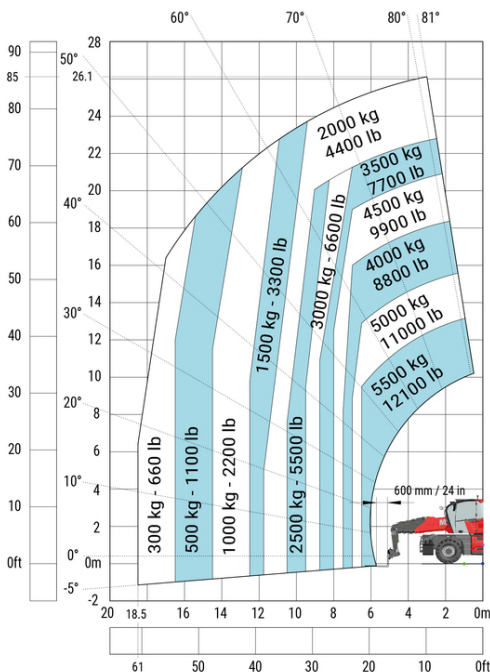 60° 70° 80° 81°
90 28
50°
85 26.1
80 24
2000 kg
4400 lb
70 22
3500 kg
7700 lb
40° 20
4500 kg
9900 lb
60 18
4000 kg
8800 lb
50 16
30° 14
5000 kg
11000 lb
40 12
5500 kg
12100 lb
20° 10
30 8
20 6
10° 4
10 2
0° 0ft 0m
-5° -2
300 kg - 660 lb
500 kg - 1100 lb
1000 kg - 2200 lb
1500 kg - 3300 lb
2500 kg - 5500 lb
3000 kg - 6600 lb
600 mm / 24 in
20 18.5 16 14 12 10 8 6 4 2 0m
61 50 40 30 20 10 0ft